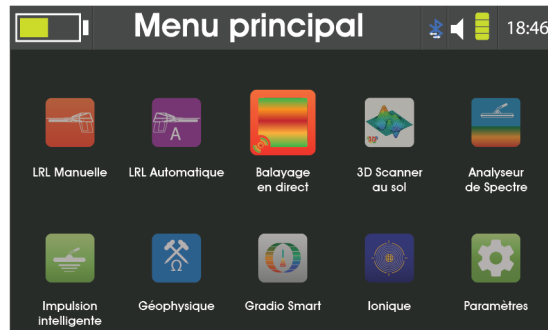 Menu principal
18:46
LRL Manuelle
LRL Automatique
Balayage
en direct
3D Scanner
au sol
Analyseur
de Spectre
A
Ω
Impulsion
intelligente
Géophysique
Gradio Smart
Ionique
Paramètres